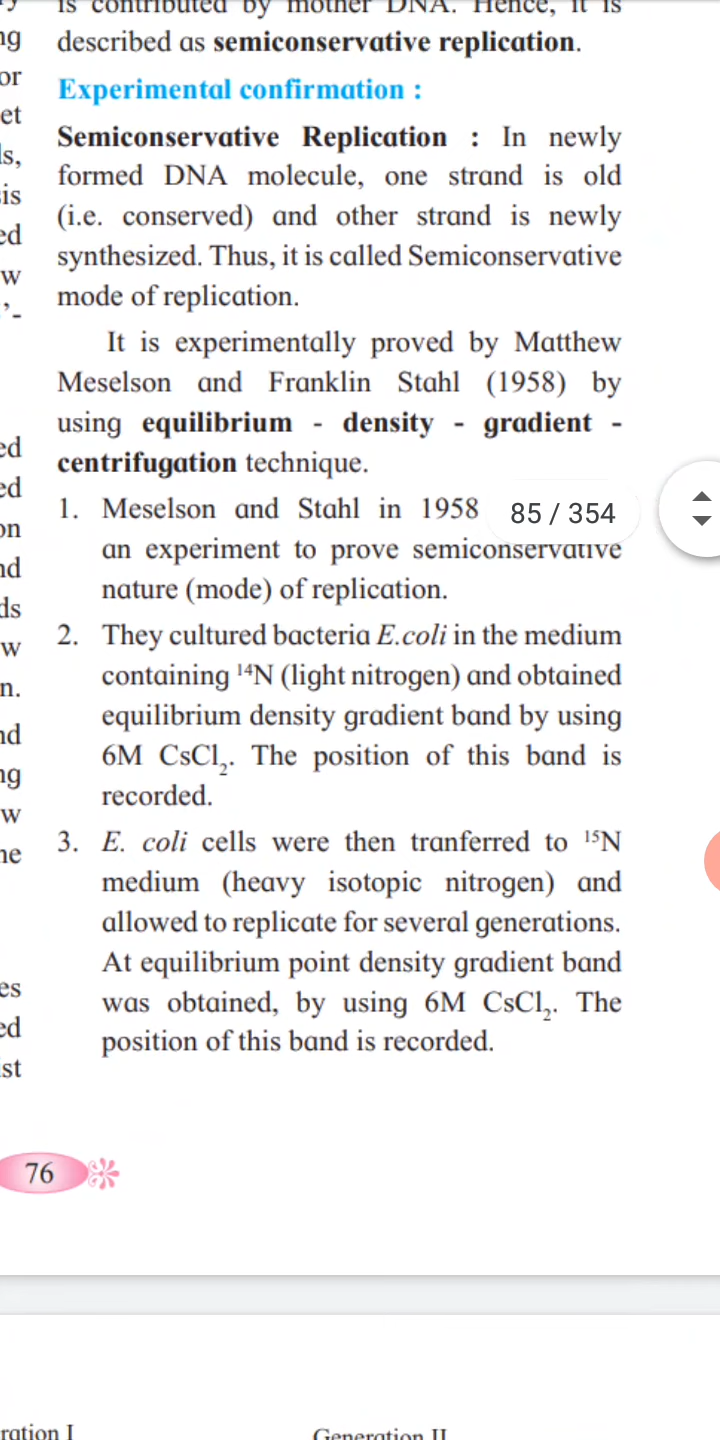 is contributed by mother DNA. Hence, it is
described as semiconservative replication.
Experimental confirmation :
Semiconservative Replication : In newly
formed DNA molecule, one strand is old
(i.e. conserved) and other strand is newly
synthesized. Thus, it is called Semiconservative
mode of replication.
It is experimentally proved by Matthew
Meselson and Franklin Stahl (1958) by
using equilibrium - density - gradient -
centrifugation technique.
1. Meselson and Stahl in 1958
85 / 354
an experiment to prove semiconservative
nature (mode) of replication.
2. They cultured bacteria E.coli in the medium
containing ¹⁴N (light nitrogen) and obtained
equilibrium density gradient band by using
6M CsCl₂. The position of this band is
recorded.
3. E. coli cells were then tranferred to ¹⁵N
medium (heavy isotopic nitrogen) and
allowed to replicate for several generations.
At equilibrium point density gradient band
was obtained, by using 6M CsCl₂. The
position of this band is recorded.
76
ration I
Generation II